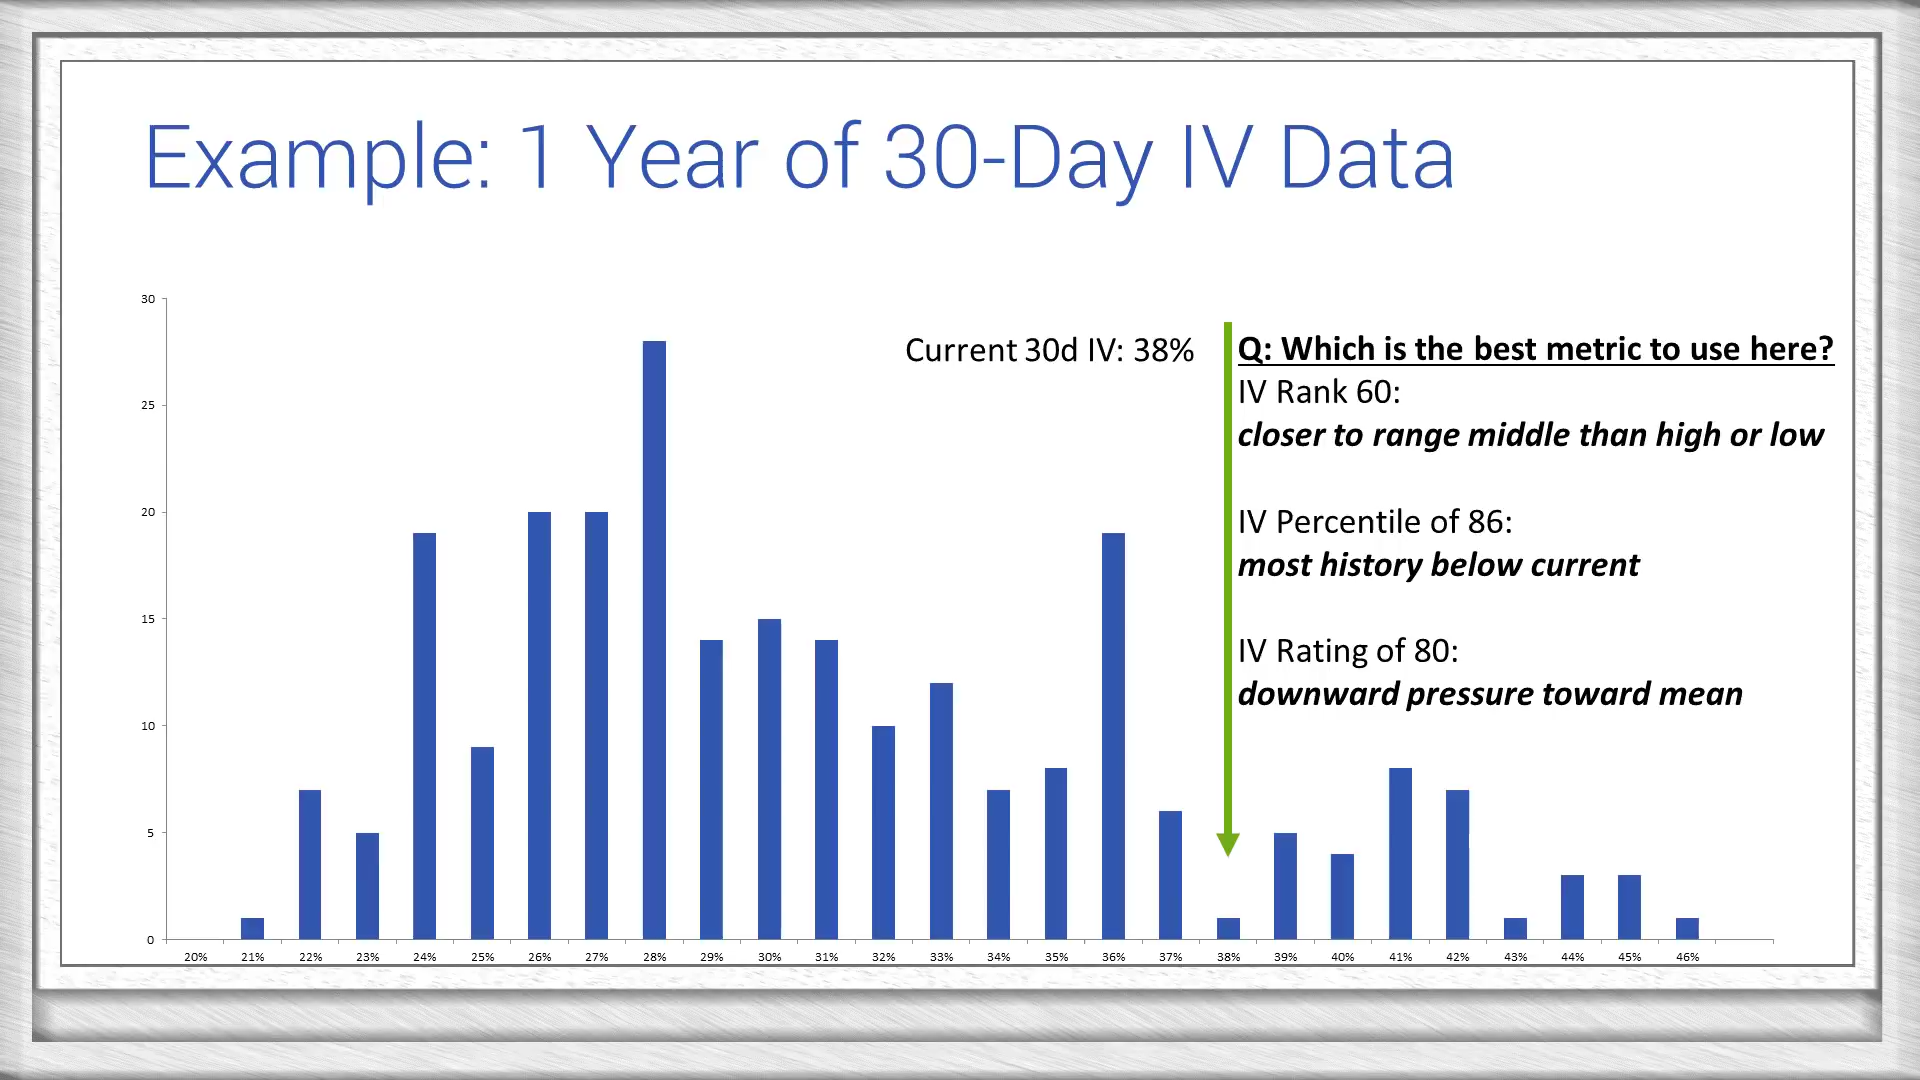 Example: 1 Year of 30-Day IV Data
30
25
20
15
10
5
0
Current 30d IV: 38%
Q: Which is the best metric to use here?
IV Rank 60:
closer to range middle than high or low
IV Percentile of 86:
most history below current
IV Rating of 80:
downward pressure toward mean
20% 21% 22% 23% 24% 25% 26% 27% 28% 29% 30% 31% 32% 33% 34% 35% 36% 37% 38% 39% 40% 41% 42% 43% 44% 45% 46%